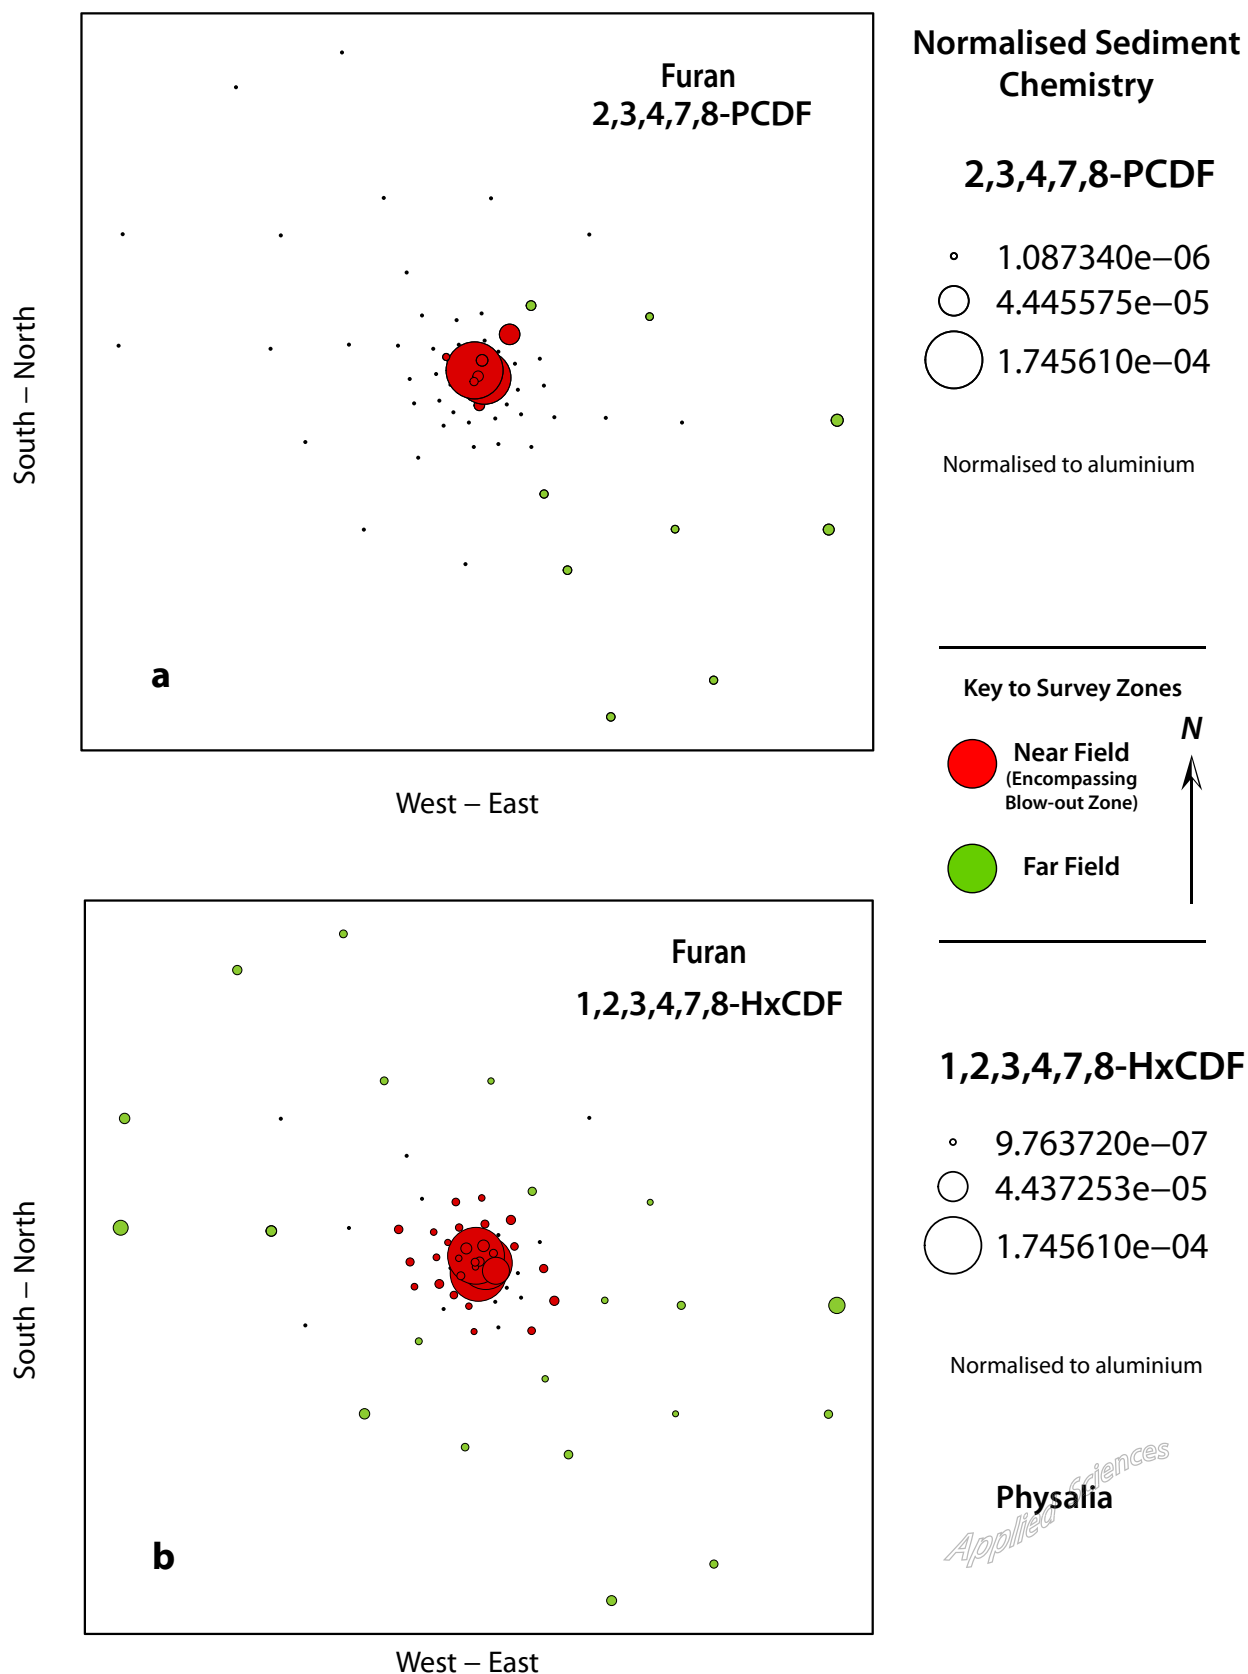 Furan
2,3,4,7,8-PCDF
South – North
a
West – East
Normalised Sediment
Chemistry
2,3,4,7,8-PCDF
1.087340e−06
4.445575e−05
1.745610e−04
Normalised to aluminium
Key to Survey Zones
N
Near Field
(Encompassing
Blow-out Zone)
Far Field
Furan
1,2,3,4,7,8-HxCDF
South – North
b
West – East
1,2,3,4,7,8-HxCDF
9.763720e−07
4.437253e−05
1.745610e−04
Normalised to aluminium
Physalia
Applied Sciences